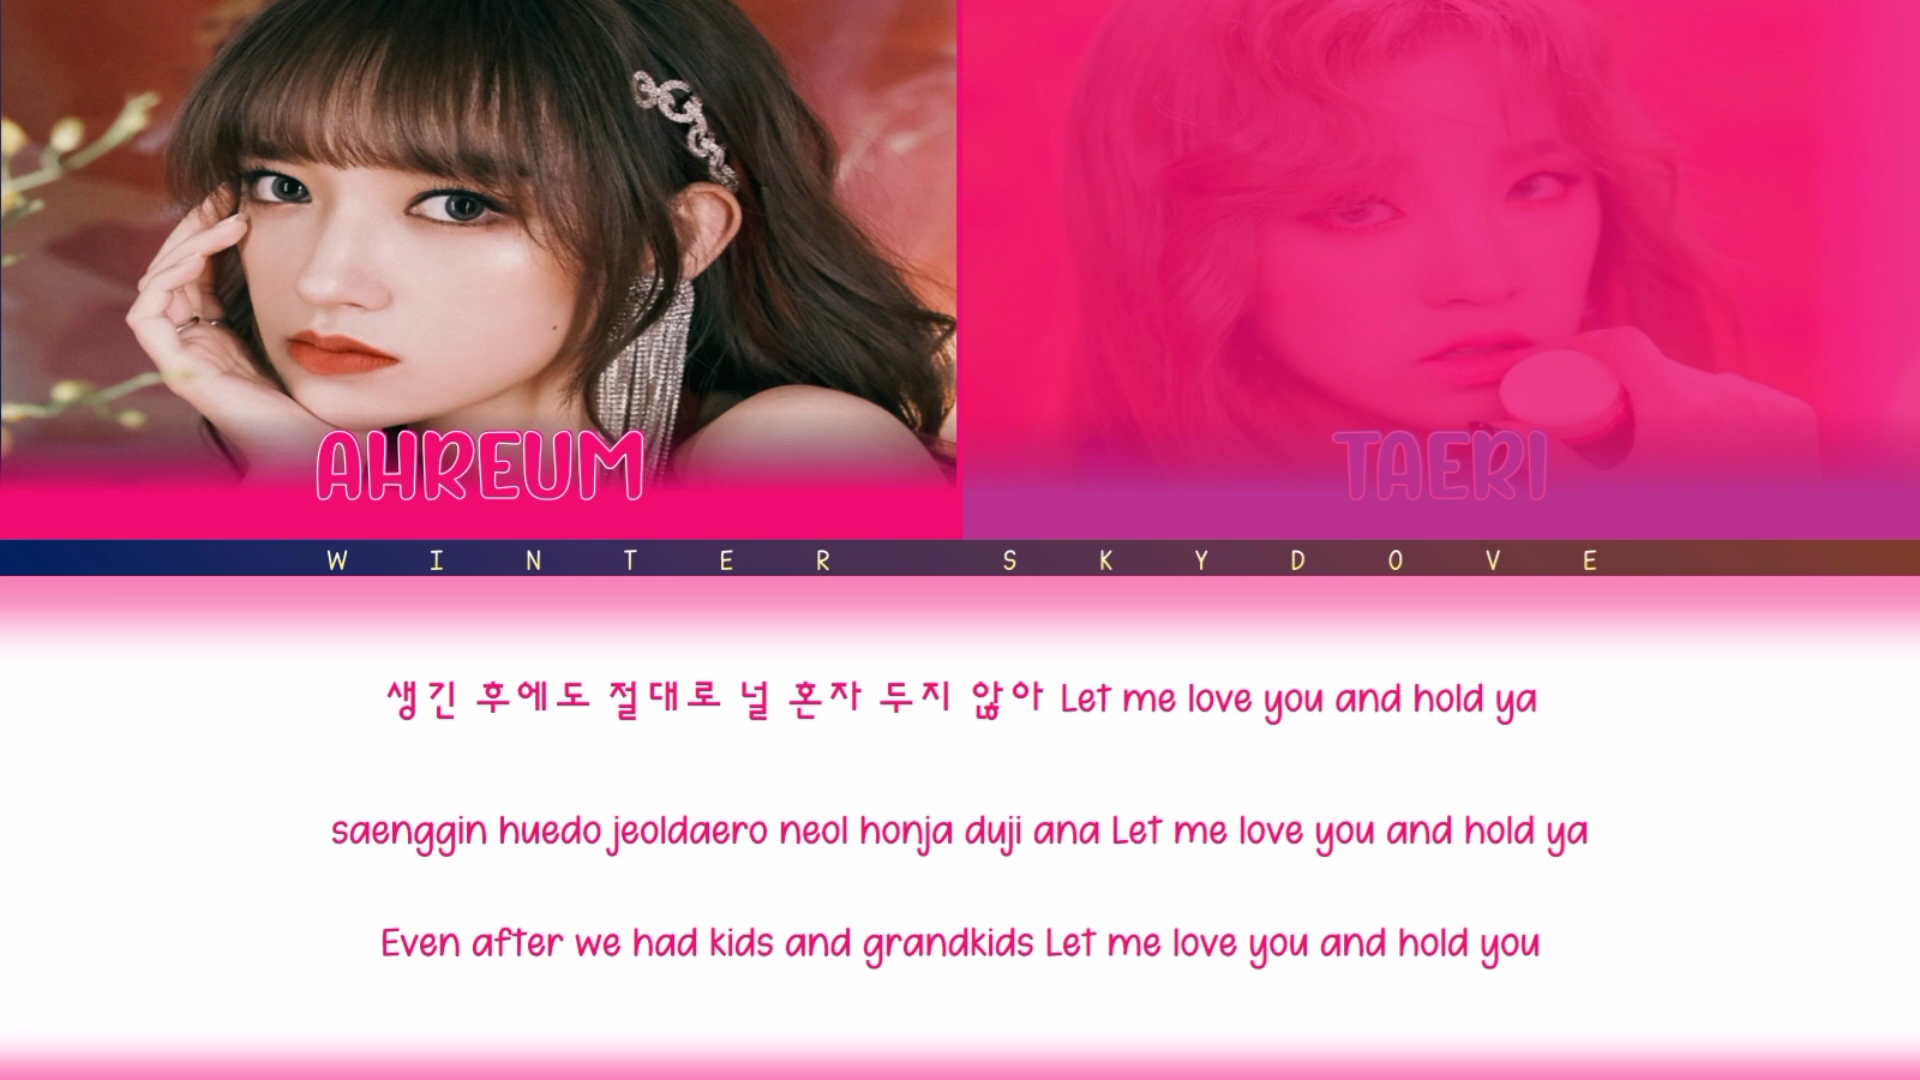 AHREUM
TAERI
WINTER SKYDOVE
생긴 후에도 절대로 널 혼자 두지 않아 Let me love you and hold ya
saenggin huedo jeoldaero neol honja duji ana Let me love you and hold ya
Even after we had kids and grandkids Let me love you and hold you